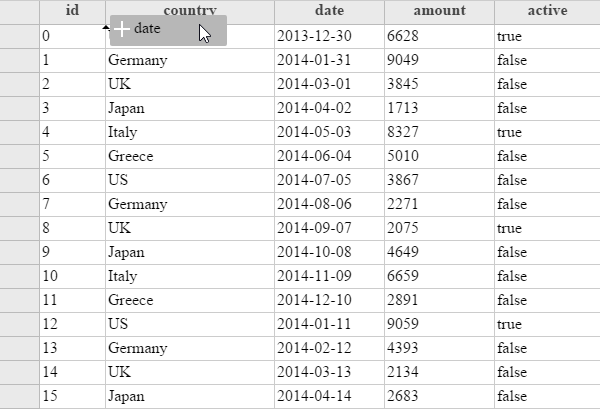 id country date amount active
date
0 2013-12-30 6628 true
1 Germany 2014-01-31 9049 false
2 UK 2014-03-01 3845 false
3 Japan 2014-04-02 1713 false
4 Italy 2014-05-03 8327 true
5 Greece 2014-06-04 5010 false
6 US 2014-07-05 3867 false
7 Germany 2014-08-06 2271 false
8 UK 2014-09-07 2075 true
9 Japan 2014-10-08 4649 false
10 Italy 2014-11-09 6659 false
11 Greece 2014-12-10 2891 false
12 US 2014-01-11 9059 true
13 Germany 2014-02-12 4393 false
14 UK 2014-03-13 2134 false
15 Japan 2014-04-14 2683 false